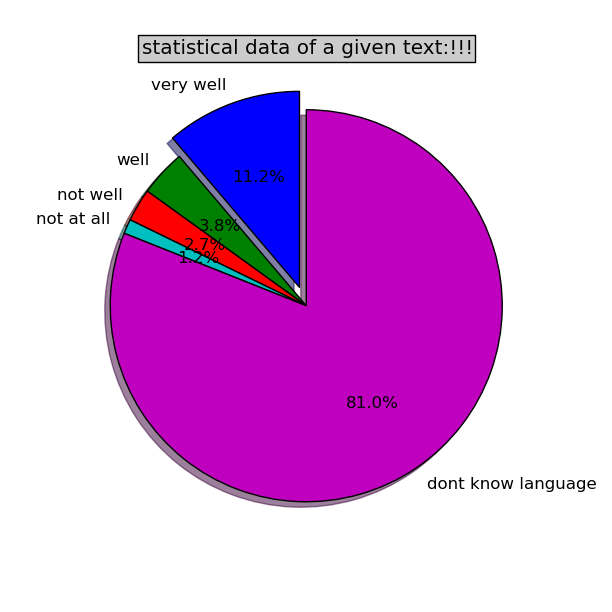 statistical data of a given text:!!!
very well
11.2%
well
3.8%
not well
2.7%
not at all
1.2%
81.0%
dont know language